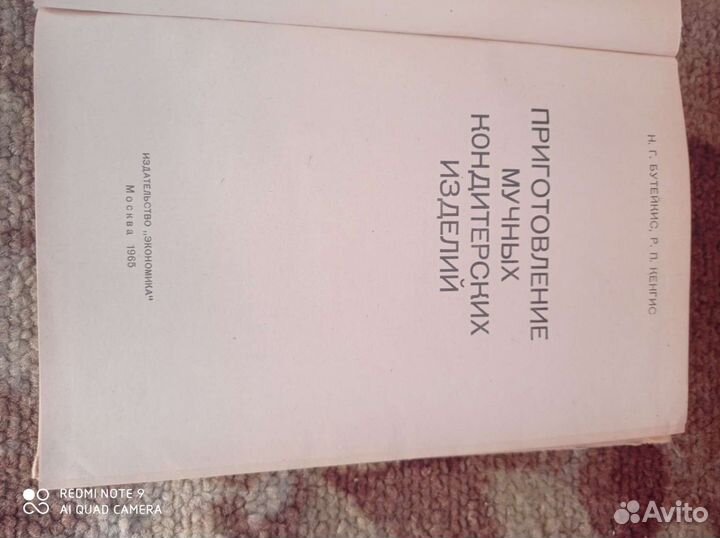 Н. Г. БУТЕЙКИС, Р. П. КЕНГИС
ПРИГОТОВЛЕНИЕ
МУЧНЫХ
КОНДИТЕРСКИХ
ИЗДЕЛИЙ
ИЗДАТЕЛЬСТВО „ЭКОНОМИКА“
Москва 1965
REDMI NOTE 9
AI QUAD CAMERA
Avito